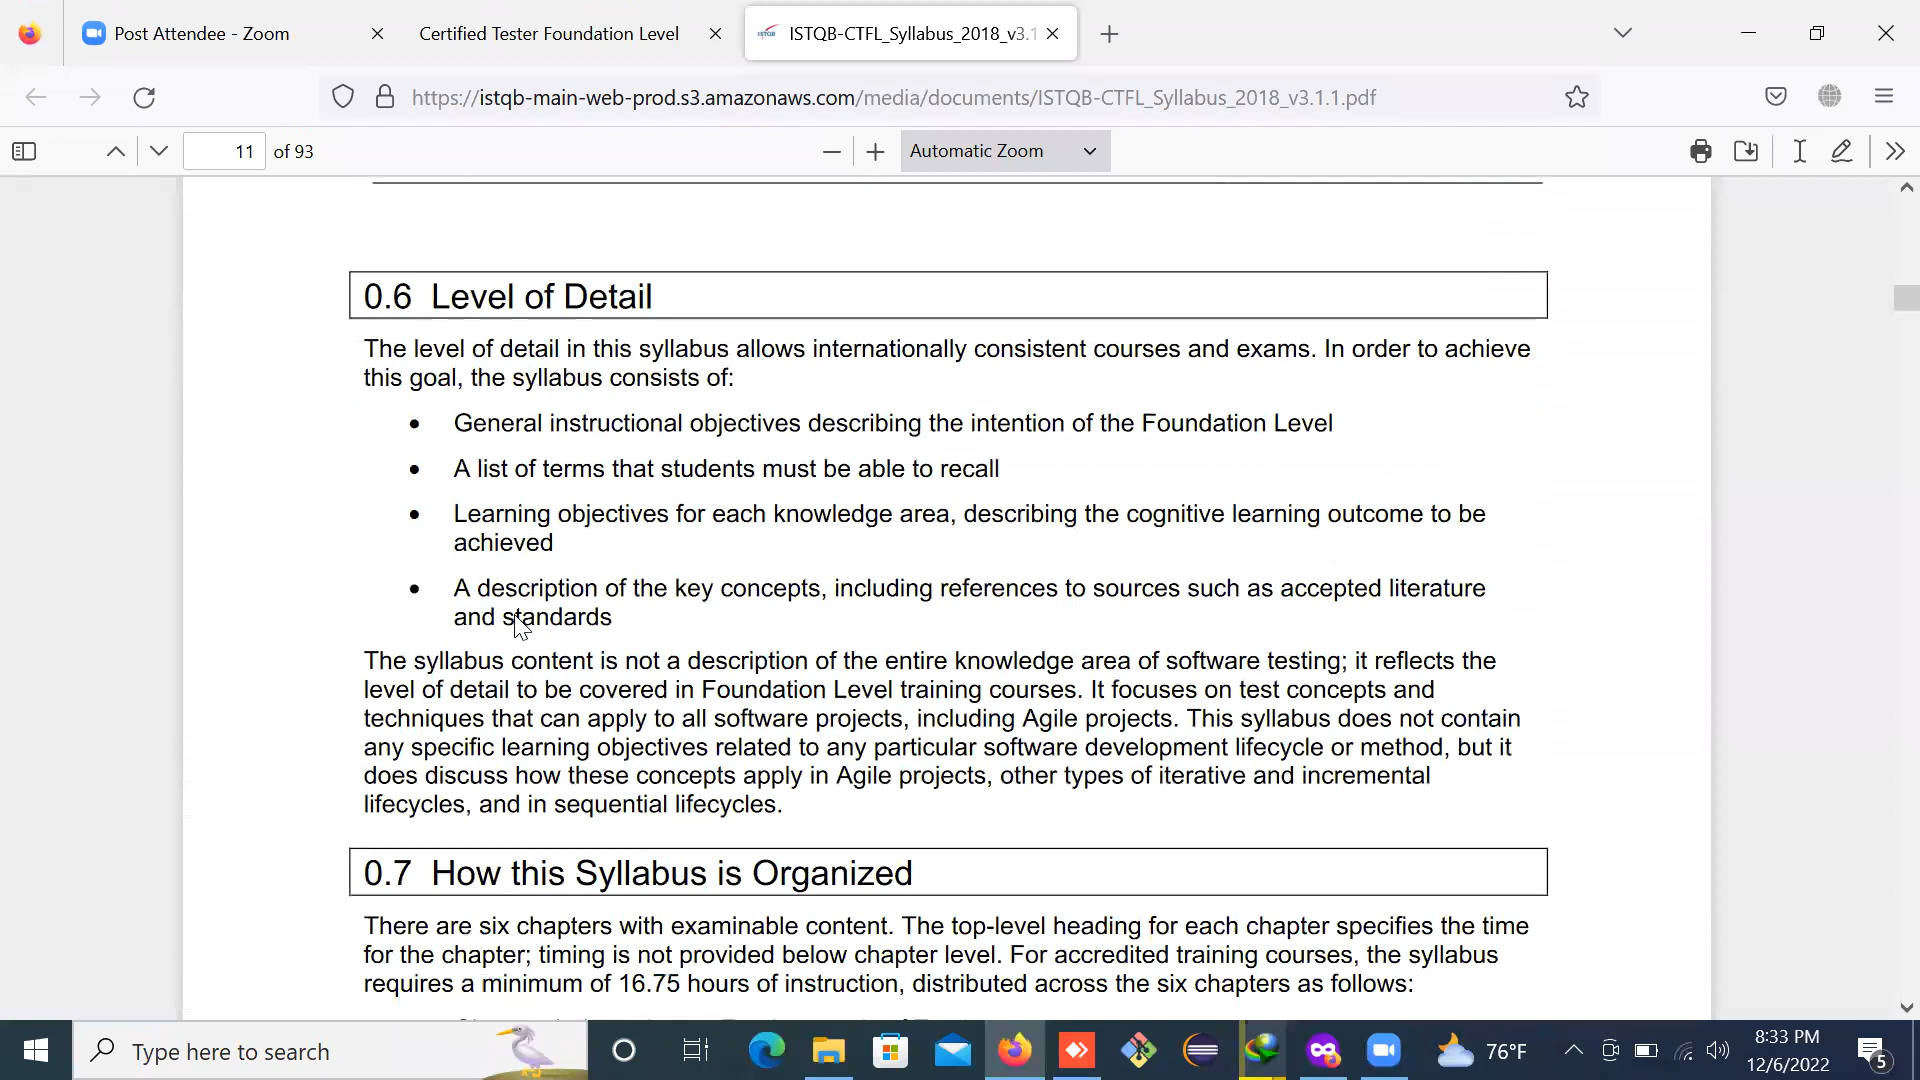 Post Attendee - Zoom
Certified Tester Foundation Level
ISTQB
ISTQB-CTFL_Syllabus_2018_v3.1
https://istqb-main-web-prod.s3.amazonaws.com/media/documents/ISTQB-CTFL_Syllabus_2018_v3.1.1.pdf
11 of 93
Automatic Zoom
0.6 Level of Detail
The level of detail in this syllabus allows internationally consistent courses and exams. In order to achieve
this goal, the syllabus consists of:
• General instructional objectives describing the intention of the Foundation Level
• A list of terms that students must be able to recall
• Learning objectives for each knowledge area, describing the cognitive learning outcome to be
achieved
• A description of the key concepts, including references to sources such as accepted literature
and standards
The syllabus content is not a description of the entire knowledge area of software testing; it reflects the
level of detail to be covered in Foundation Level training courses. It focuses on test concepts and
techniques that can apply to all software projects, including Agile projects. This syllabus does not contain
any specific learning objectives related to any particular software development lifecycle or method, but it
does discuss how these concepts apply in Agile projects, other types of iterative and incremental
lifecycles, and in sequential lifecycles.
0.7 How this Syllabus is Organized
There are six chapters with examinable content. The top-level heading for each chapter specifies the time
for the chapter; timing is not provided below chapter level. For accredited training courses, the syllabus
requires a minimum of 16.75 hours of instruction, distributed across the six chapters as follows:
Type here to search
76°F
8:33 PM
12/6/2022
5